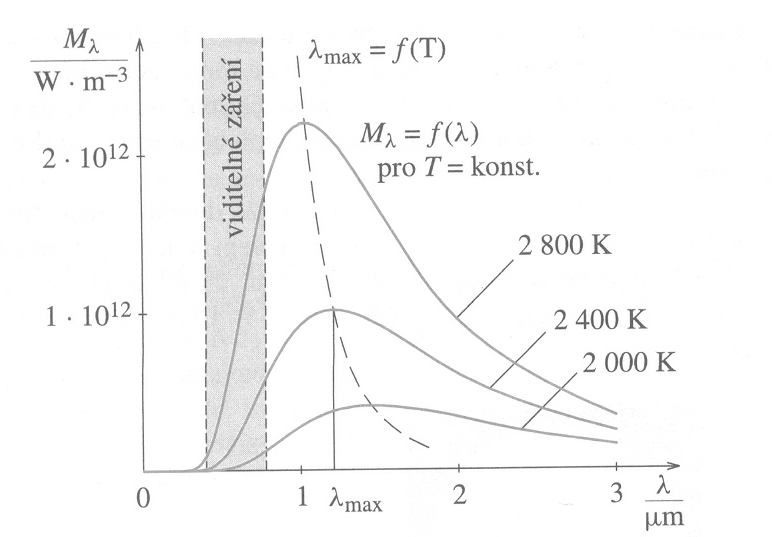 Mλ
W · m⁻³
λmax = f(T)
viditelné záření
Mλ = f(λ)
pro T = konst.
2 · 10¹²
2 800 K
1 · 10¹²
2 400 K
2 000 K
0
1
λmax
2
3
λ
μm